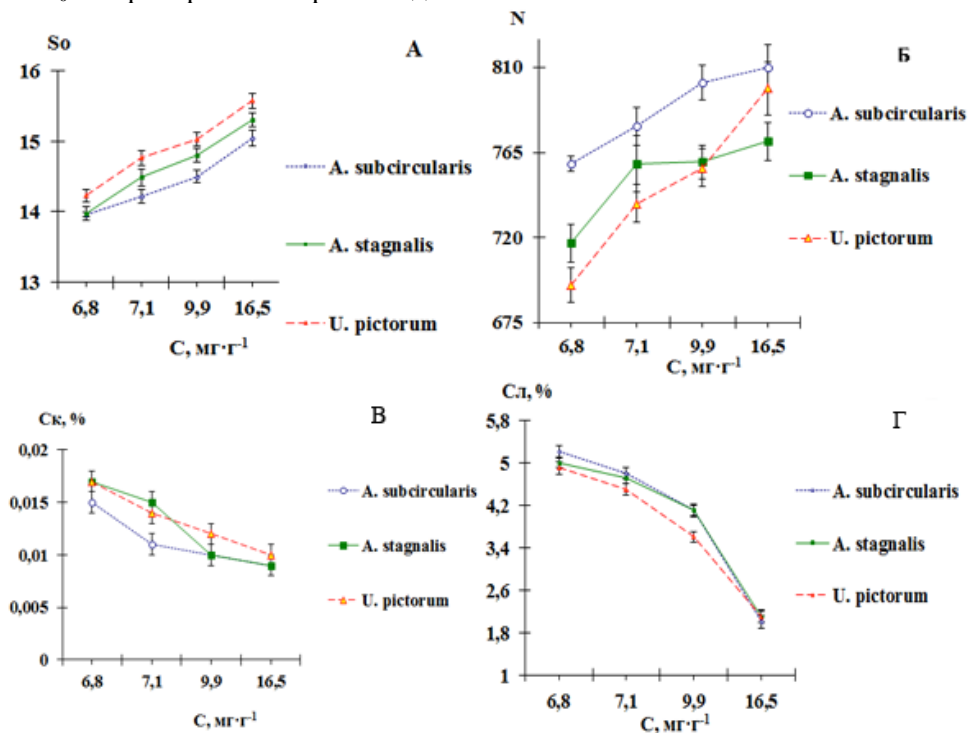 So
А
16
15
14
13
6,8 7,1 9,9 16,5
С, мг·г-1
A. subcircularis
A. stagnalis
U. pictorum
N
Б
810
765
720
675
6,8 7,1 9,9 16,5
С, мг·г-1
A. subcircularis
A. stagnalis
U. pictorum
Ск, %
В
0,02
0,015
0,01
0,005
0
6,8 7,1 9,9 16,5
С, мг·г-1
A. subcircularis
A. stagnalis
U. pictorum
Сл, %
Г
5,8
5
4,2
3,4
2,6
1,8
1
6,8 7,1 9,9 16,5
С, мг·г-1
A. subcircularis
A. stagnalis
U. pictorum